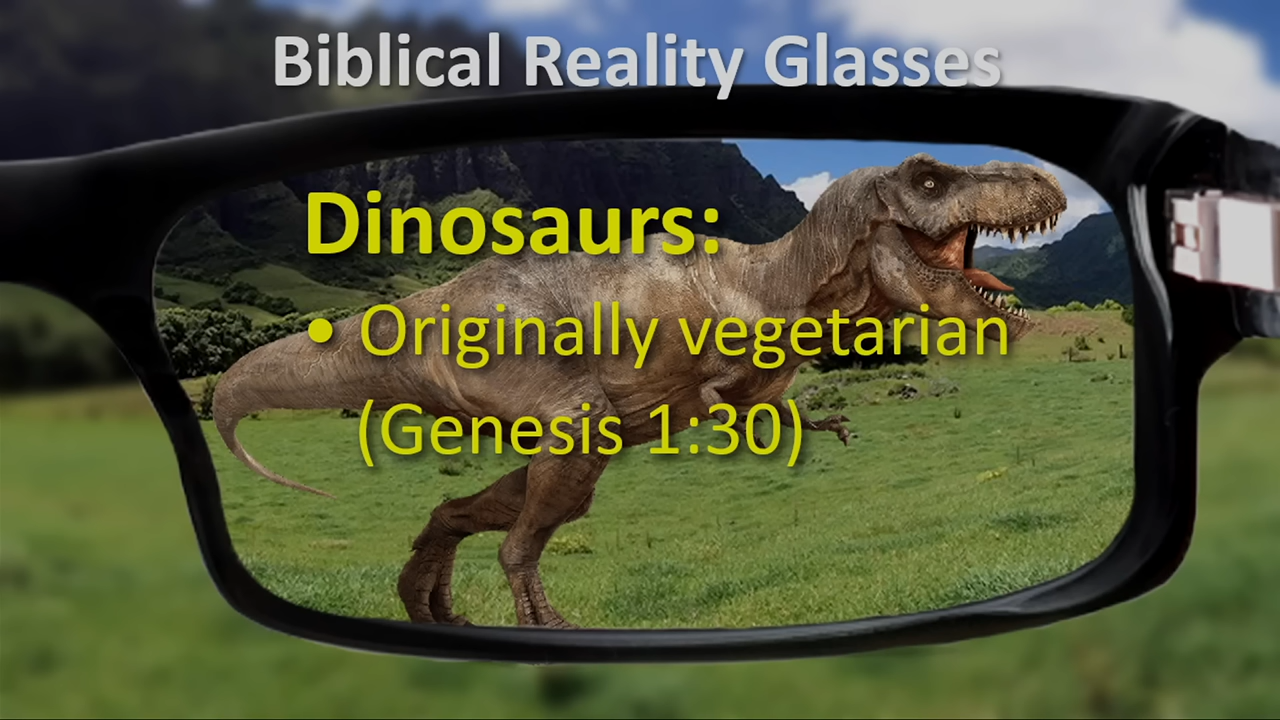 Biblical Reality Glasses
Dinosaurs:
• Originally vegetarian
(Genesis 1:30)